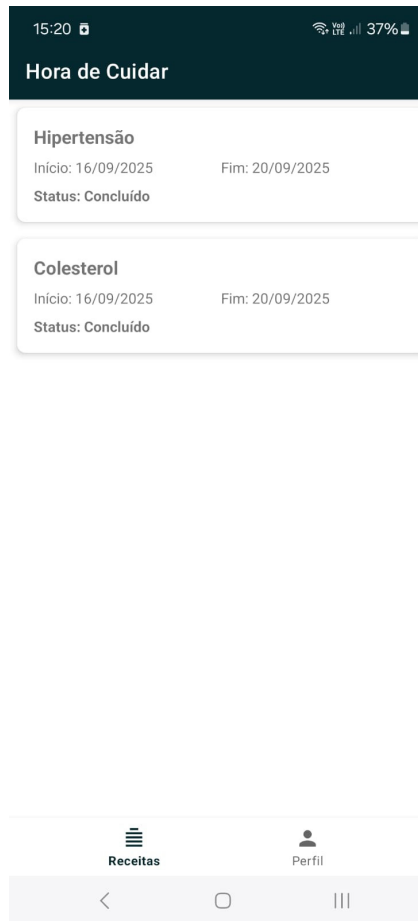 15:20 37%
Hora de Cuidar
Hipertensão
Início: 16/09/2025 Fim: 20/09/2025
Status: Concluído
Colesterol
Início: 16/09/2025 Fim: 20/09/2025
Status: Concluído
Receitas Perfil